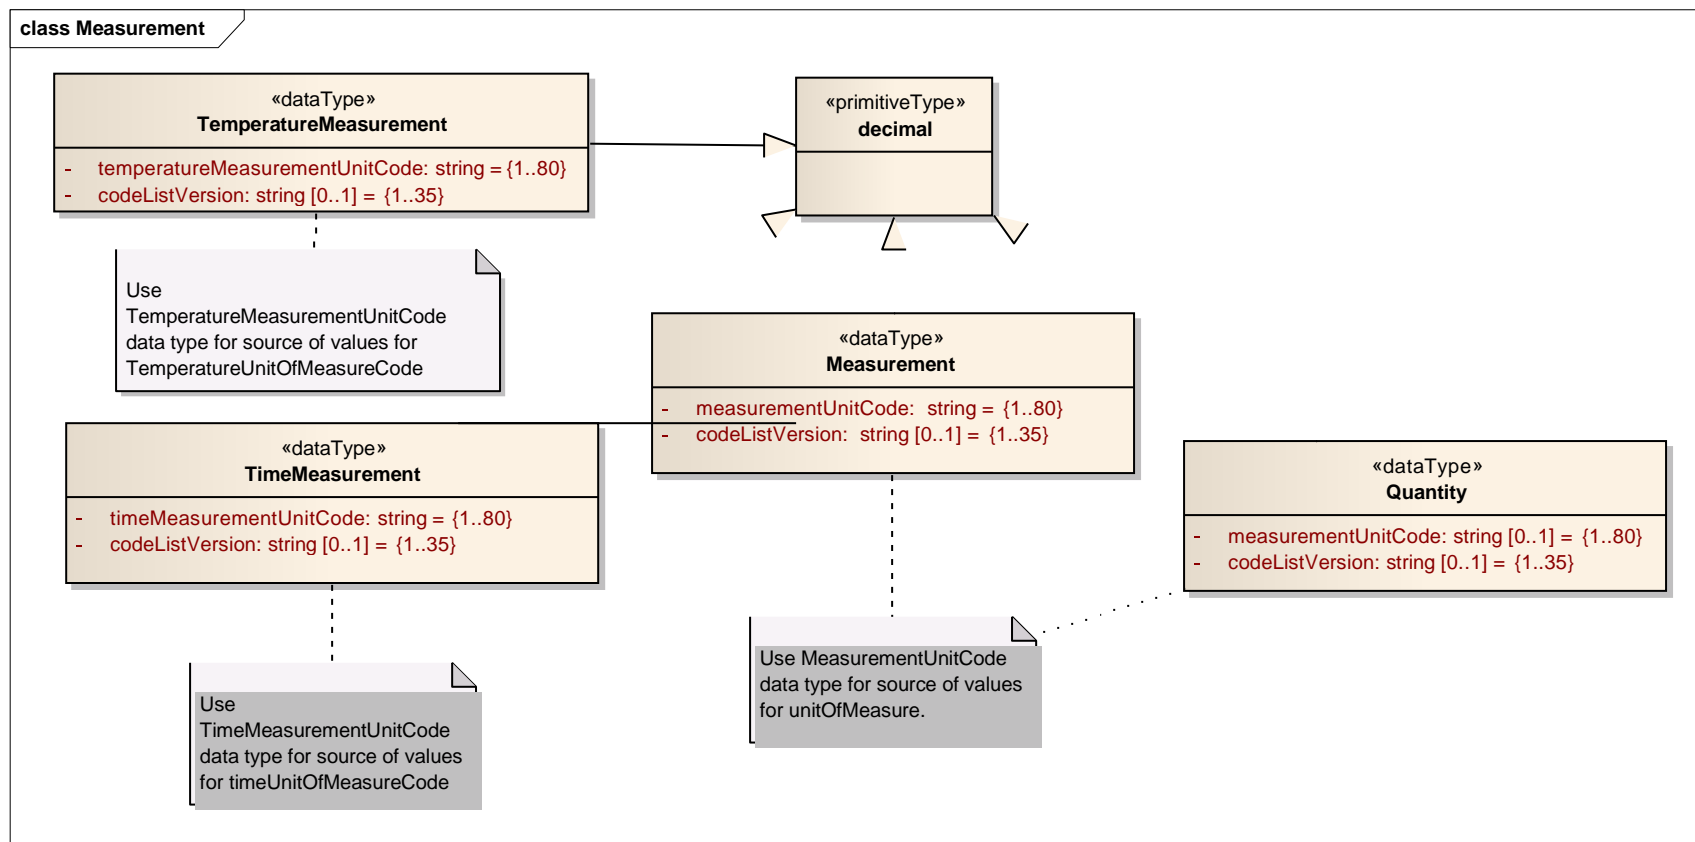 class Measurement
«dataType»
TemperatureMeasurement
- temperatureMeasurementUnitCode: string = {1..80}
- codeListVersion: string [0..1] = {1..35}
«primitiveType»
decimal
Use
TemperatureMeasurementUnitCode
data type for source of values for
TemperatureUnitOfMeasureCode
«dataType»
Measurement
- measurementUnitCode: string = {1..80}
- codeListVersion: string [0..1] = {1..35}
«dataType»
TimeMeasurement
- timeMeasurementUnitCode: string = {1..80}
- codeListVersion: string [0..1] = {1..35}
«dataType»
Quantity
- measurementUnitCode: string [0..1] = {1..80}
- codeListVersion: string [0..1] = {1..35}
Use MeasurementUnitCode
data type for source of values
for unitOfMeasure.
Use
TimeMeasurementUnitCode
data type for source of values
for timeUnitOfMeasureCode